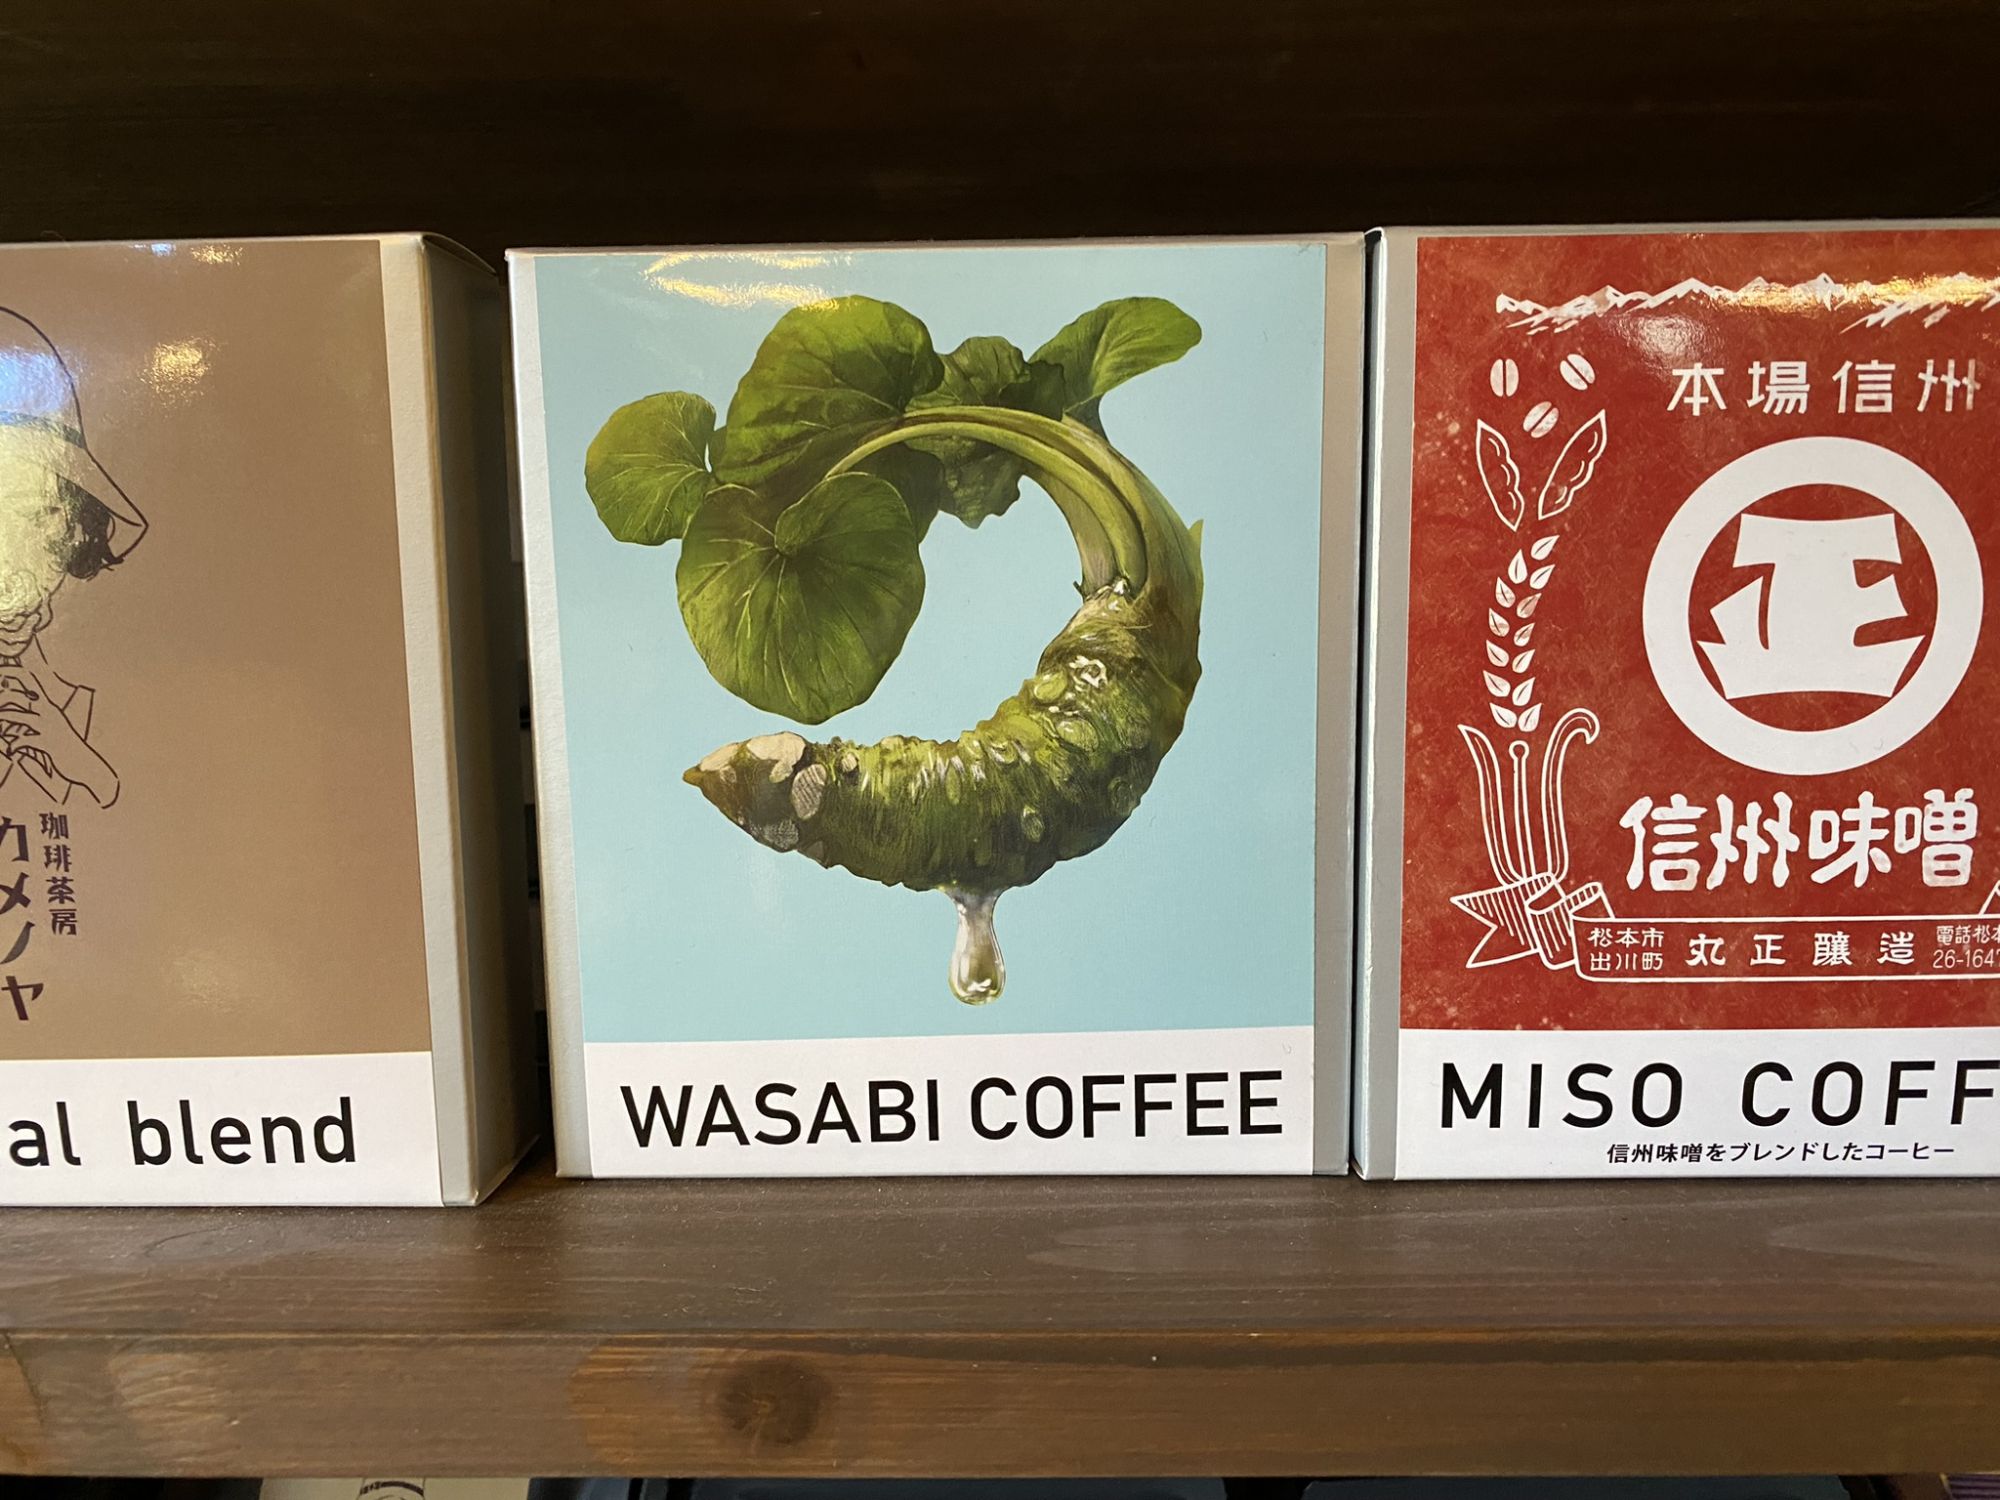 珈琲茶房
カメノヤ
al blend
WASABI COFFEE
本場信州
正
信州味噌
松本市
出川町
丸正醸造
電話松本
26-1647
MISO COFF
信州味噌をブレンドしたコーヒー